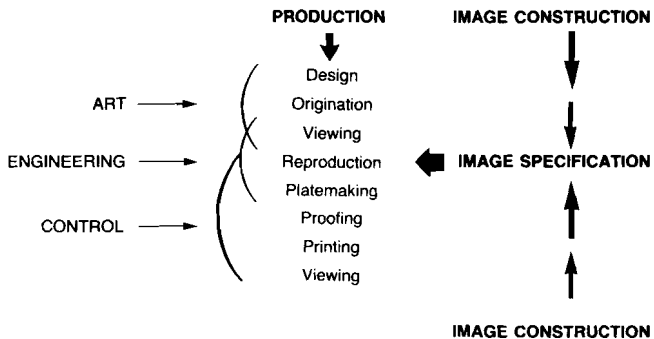 PRODUCTION
IMAGE CONSTRUCTION
Design
ART
Origination
Viewing
ENGINEERING
Reproduction
IMAGE SPECIFICATION
Platemaking
CONTROL
Proofing
Printing
Viewing
IMAGE CONSTRUCTION